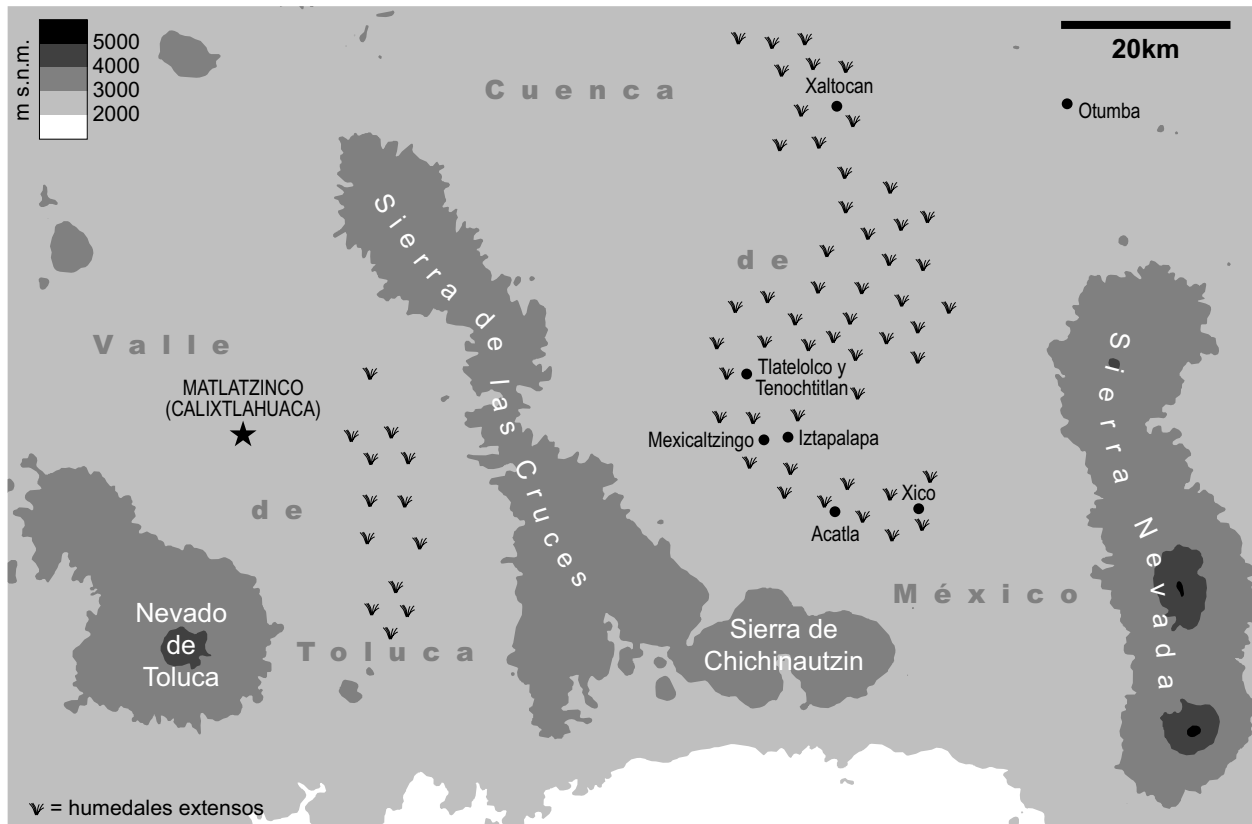 m s.n.m.
5000
4000
3000
2000
20km
Cuenca
Xaltocan
Otumba
Sierra de las Cruces
de
Valle
MATLATZINCO
(CALIXTLAHUACA)
Tlatelolco y
Tenochtitlan
Mexicaltzingo
Iztapalapa
Sierra Nevada
de
Xico
Acatla
México
Nevado
de
Toluca
Toluca
Sierra de
Chichinautzin
= humedales extensos